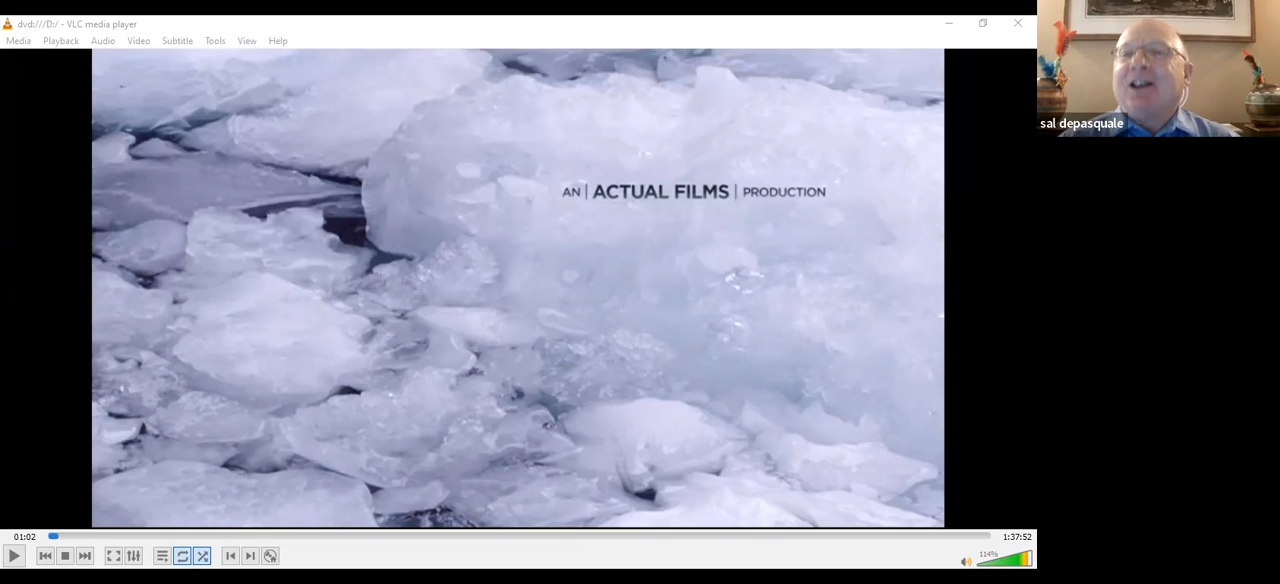 dvd:///D:/ - VLC media player
Media Playback Audio Video Subtitle Tools View Help
sal depasquale
AN | ACTUAL FILMS | PRODUCTION
01:02
1:37:52
114%